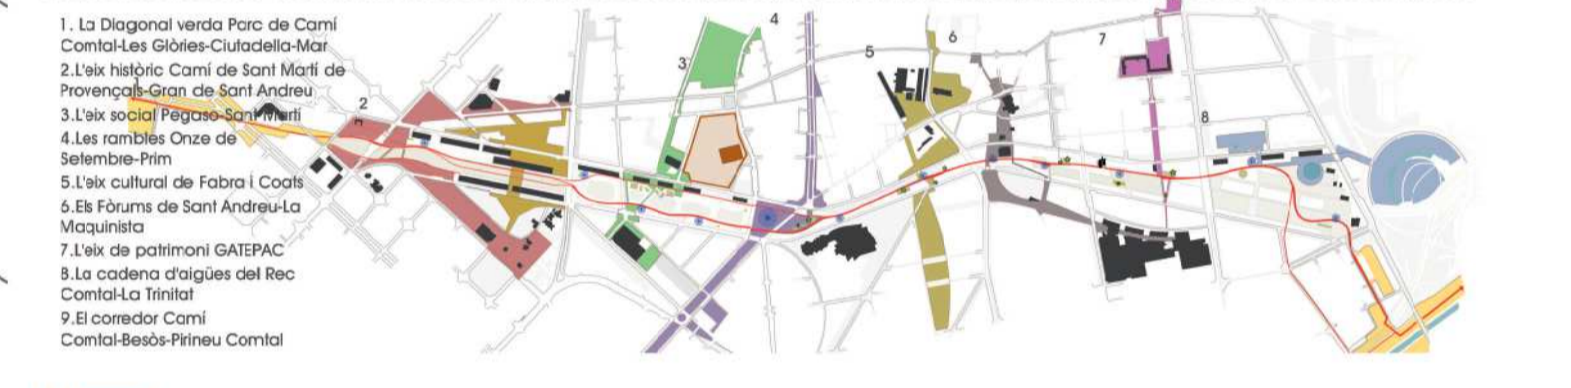 1. La Diagonal verda Parc de Camí
Comtal-Les Glòries-Ciutadella-Mar
2.L'eix històric Camí de Sant Martí de
Provençals-Gran de Sant Andreu
3.L'eix social Pegaso-Sant Martí
4.Les rambles Onze de
Setembre-Prim
5.L'eix cultural de Fabra i Coats
6.Els Fòrums de Sant Andreu-La
Maquinista
7.L'eix de patrimoni GATEPAC
8.La cadena d'aigües del Rec
Comtal-La Trinitat
9.El corredor Camí
Comtal-Besòs-Pirineu Comtal
1
2
3
4
5
6
7
8